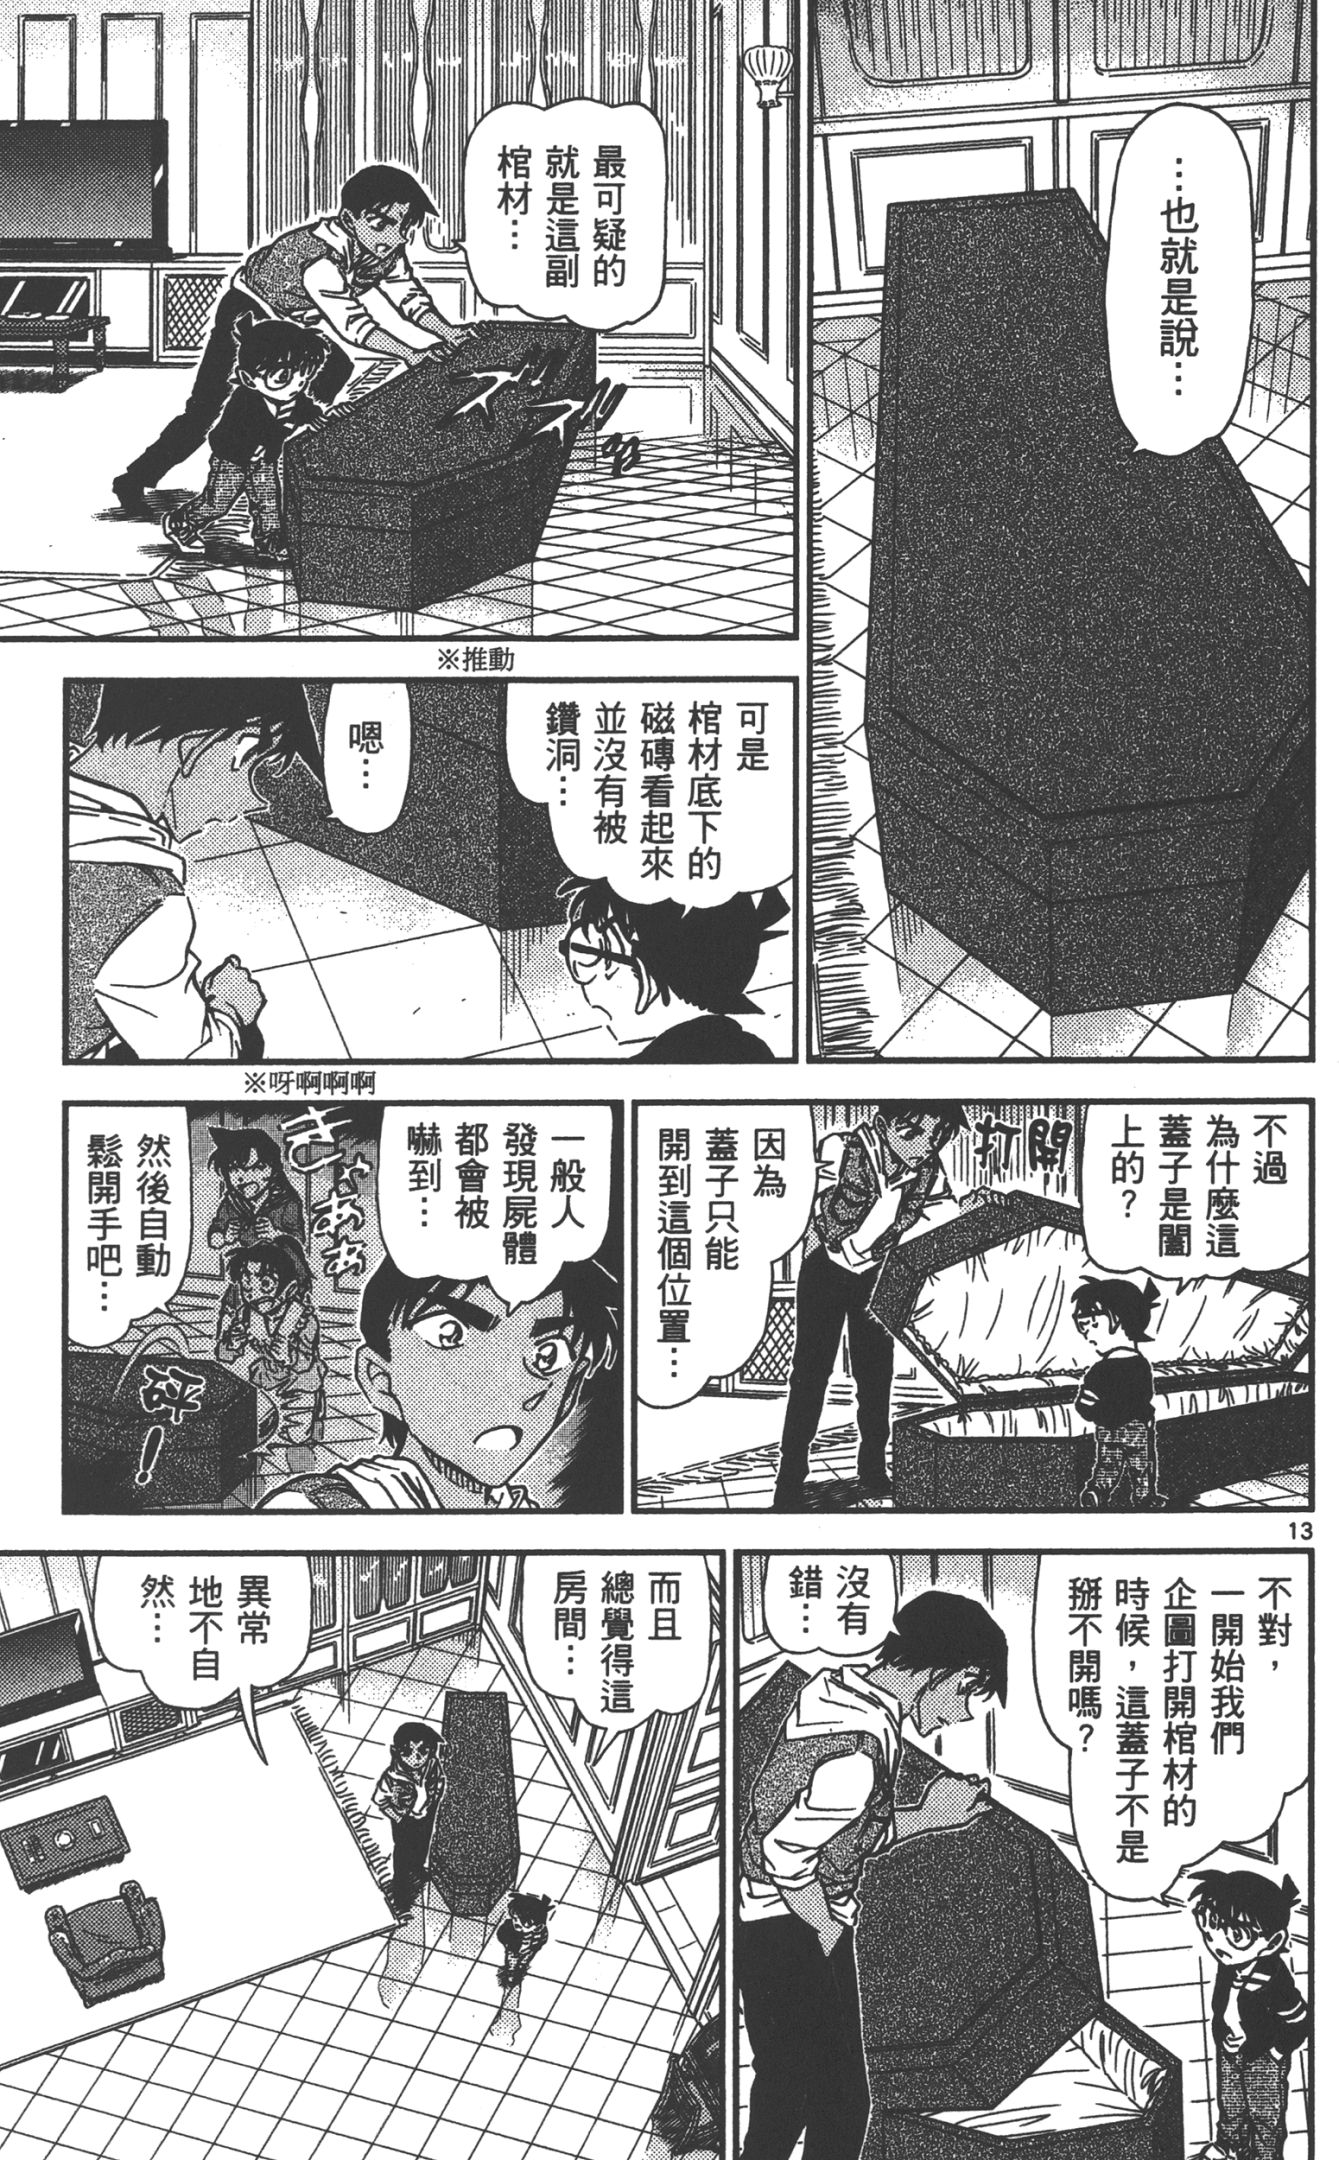 …也就是說…
最可疑的
就是這副
棺材…
※推動
可是
棺材底下的
磁磚看起來
並沒有被
鑽洞…
嗯…
不過
為什麼這
蓋子是闔
上的?
打開
因為
蓋子只能
開到這個位置…
※呀啊啊啊
一般人
發現屍體
都會被
嚇到…
きゃあああ
然後自動
鬆開手吧…
砰!
13
不對,
一開始我們
企圖打開棺材的
時候,這蓋子不是
掰不開嗎?
沒有
錯…
而且
總覺得這
房間…
異常
地不自
然…